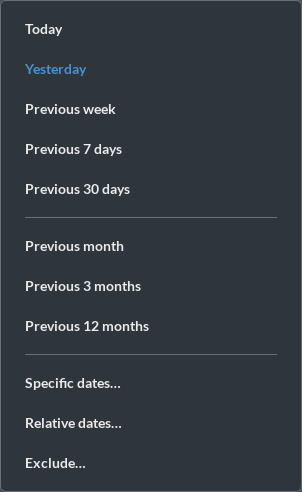 Today
Yesterday
Previous week
Previous 7 days
Previous 30 days
Previous month
Previous 3 months
Previous 12 months
Specific dates...
Relative dates...
Exclude...